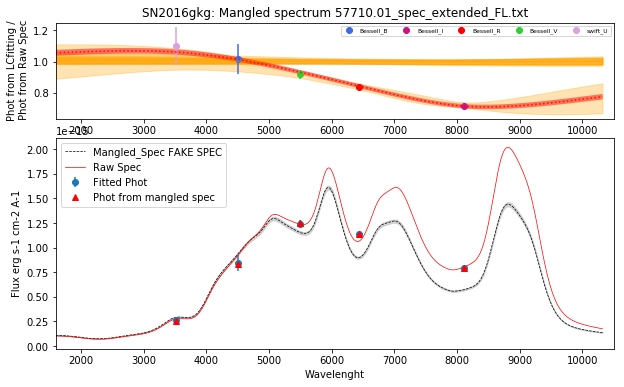 SN2016gkg: Mangled spectrum 57710.01_spec_extended_FL.txt
Phot from LCfitting /
Phot from Raw Spec
1.2
1.0
0.8
Bessell_B
Bessell_I
Bessell_R
Bessell_V
swift_U
2000 3000 4000 5000 6000 7000 8000 9000 10000
Flux erg s-1 cm-2 A-1
2.00
1.75
1.50
1.25
1.00
0.75
0.50
0.25
0.00
Mangled_Spec FAKE SPEC
Raw Spec
Fitted Phot
Phot from mangled spec
2000 3000 4000 5000 6000 7000 8000 9000 10000
Wavelenght